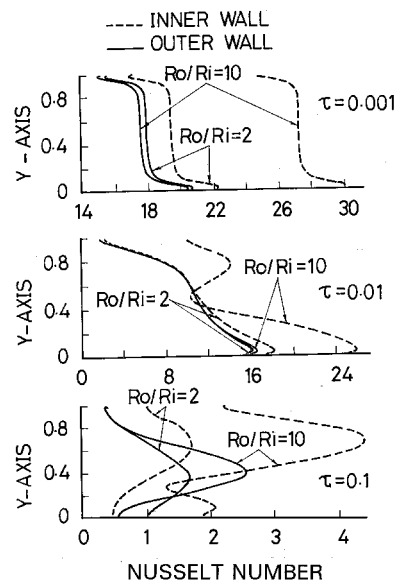 INNER WALL
OUTER WALL
Y-AXIS
0.8
0.4
0
Ro/Ri=10
Ro/Ri=2
τ=0.001
14 18 22 26 30
Y-AXIS
0.8
0.4
0
Ro/Ri=2
Ro/Ri=10
τ=0.01
0 8 16 24
Y-AXIS
0.8
0.4
0
Ro/Ri=2
Ro/Ri=10
τ=0.1
0 1 2 3 4
NUSSELT NUMBER